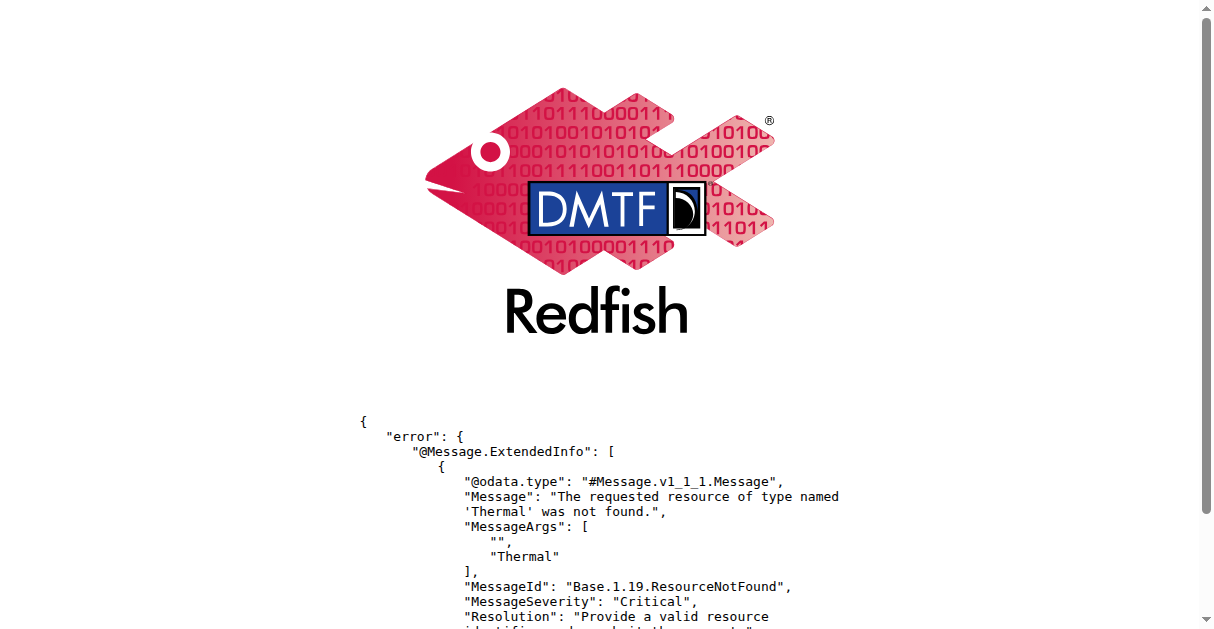 ®
DMTF
Redfish
{
"error": {
"@Message.ExtendedInfo": [
{
"@odata.type": "#Message.v1_1_1.Message",
"Message": "The requested resource of type named
'Thermal' was not found.",
"MessageArgs": [
"",
"Thermal"
],
"MessageId": "Base.1.19.ResourceNotFound",
"MessageSeverity": "Critical",
"Resolution": "Provide a valid resource